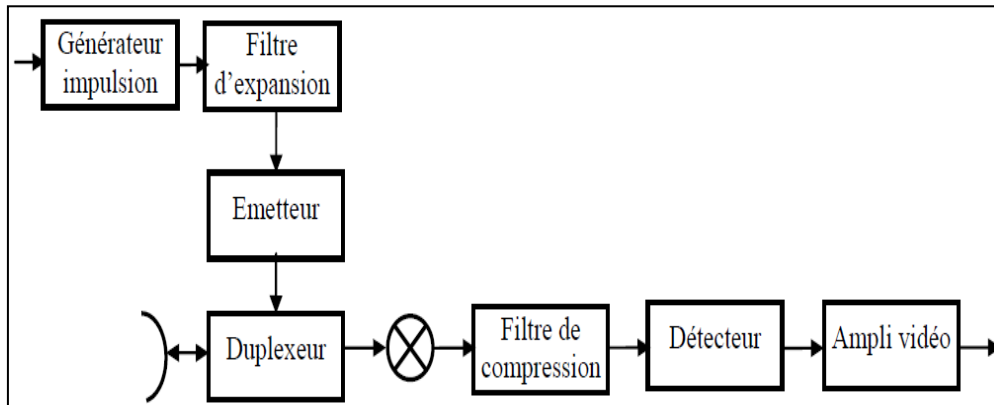 Générateur
impulsion
Filtre
d'expansion
Emetteur
Duplexeur
Filtre de
compression
Détecteur
Ampli vidéo